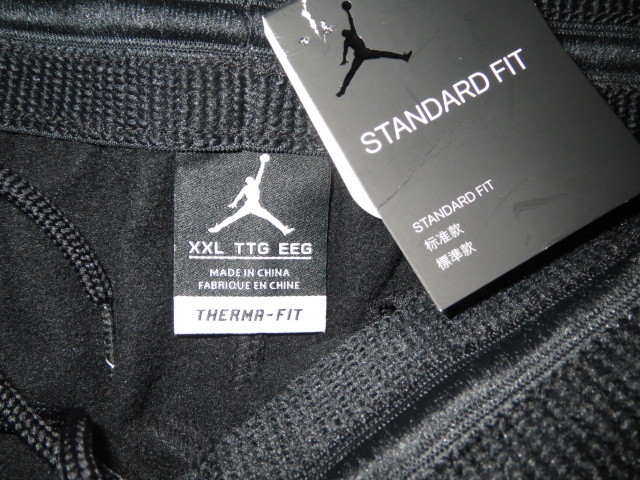 STANDARD FIT
STANDARD FIT
标准款
標準款
XXL TTG EEG
MADE IN CHINA
FABRIQUE EN CHINE
THERMA-FIT